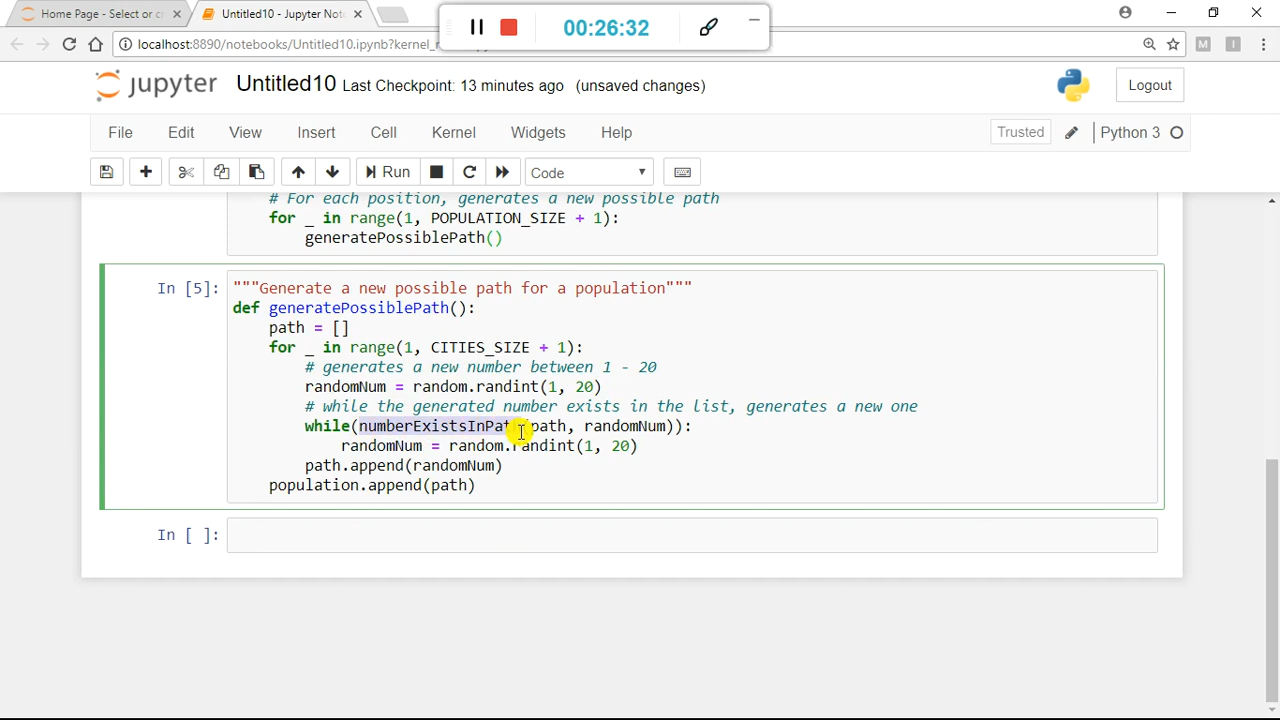 Home Page - Select or c
Untitled10 - Jupyter Not
00:26:32
localhost:8890/notebooks/Untitled10.ipynb?kernel_
M
I
jupyter Untitled10 Last Checkpoint: 13 minutes ago (unsaved changes)
Logout
File Edit View Insert Cell Kernel Widgets Help
Trusted Python 3
Run
Code
# For each position, generates a new possible path
for _ in range(1, POPULATION_SIZE + 1):
generatePossiblePath()
In [5]:
"""Generate a new possible path for a population"""
def generatePossiblePath():
path = []
for _ in range(1, CITIES_SIZE + 1):
# generates a new number between 1 - 20
randomNum = random.randint(1, 20)
# while the generated number exists in the list, generates a new one
while(numberExistsInPath(path, randomNum)):
randomNum = random.randint(1, 20)
path.append(randomNum)
population.append(path)
In [ ]: